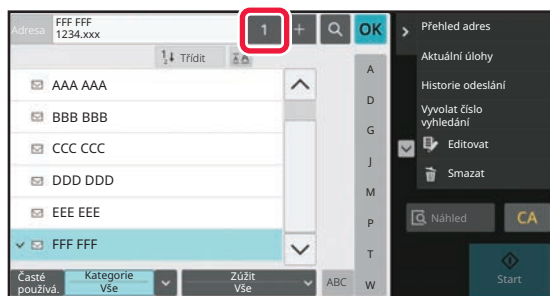 Adresa
FFF FFF
1234.xxx
1
+
OK
Třídit
AAA AAA
BBB BBB
CCC CCC
DDD DDD
EEE EEE
FFF FFF
A
D
G
J
M
P
T
W
ABC
Časté
používá.
Kategorie
Vše
Zúžit
Vše
Přehled adres
Aktuální úlohy
Historie odeslání
Vyvolat číslo
vyhledání
Editovat
Smazat
Náhled
CA
Start